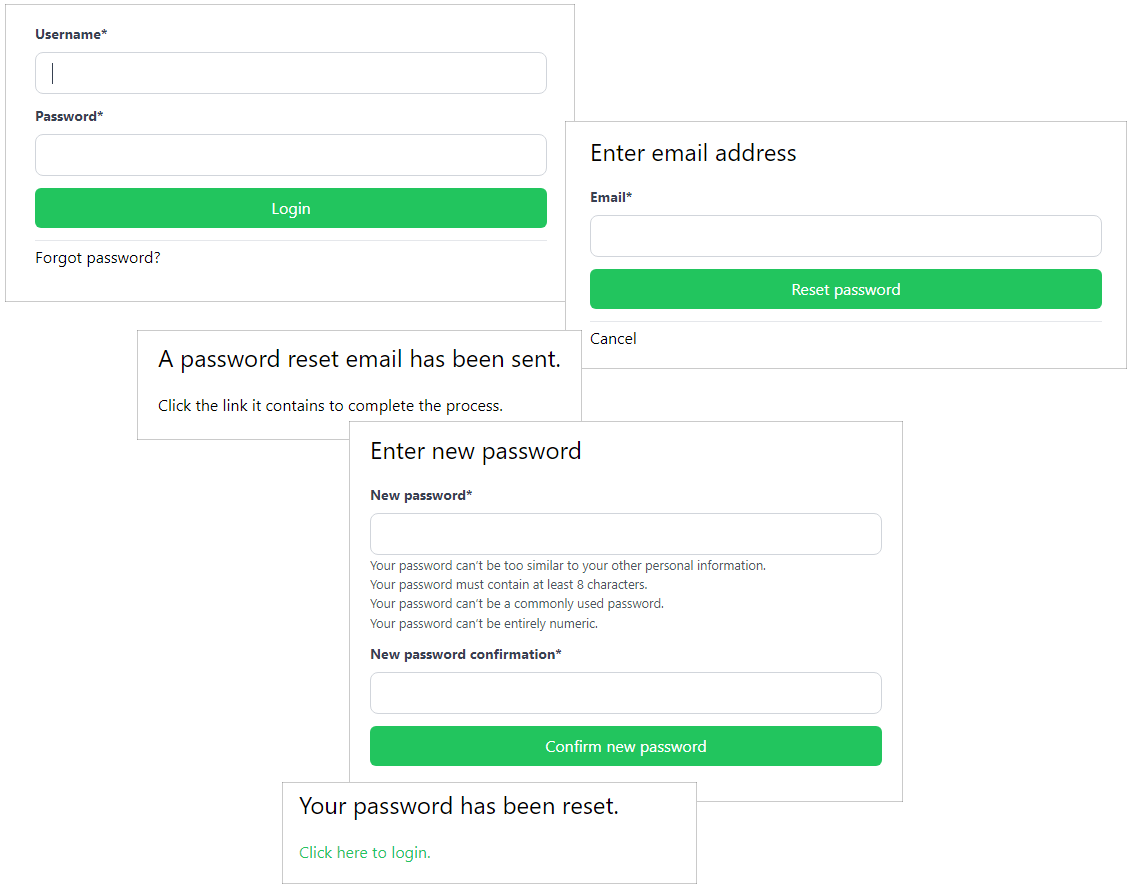 Username*
Password*
Login
Forgot password?
Enter email address
Email*
Reset password
Cancel
A password reset email has been sent.
Click the link it contains to complete the process.
Enter new password
New password*
Your password can't be too similar to your other personal information.
Your password must contain at least 8 characters.
Your password can't be a commonly used password.
Your password can't be entirely numeric.
New password confirmation*
Confirm new password
Your password has been reset.
Click here to login.